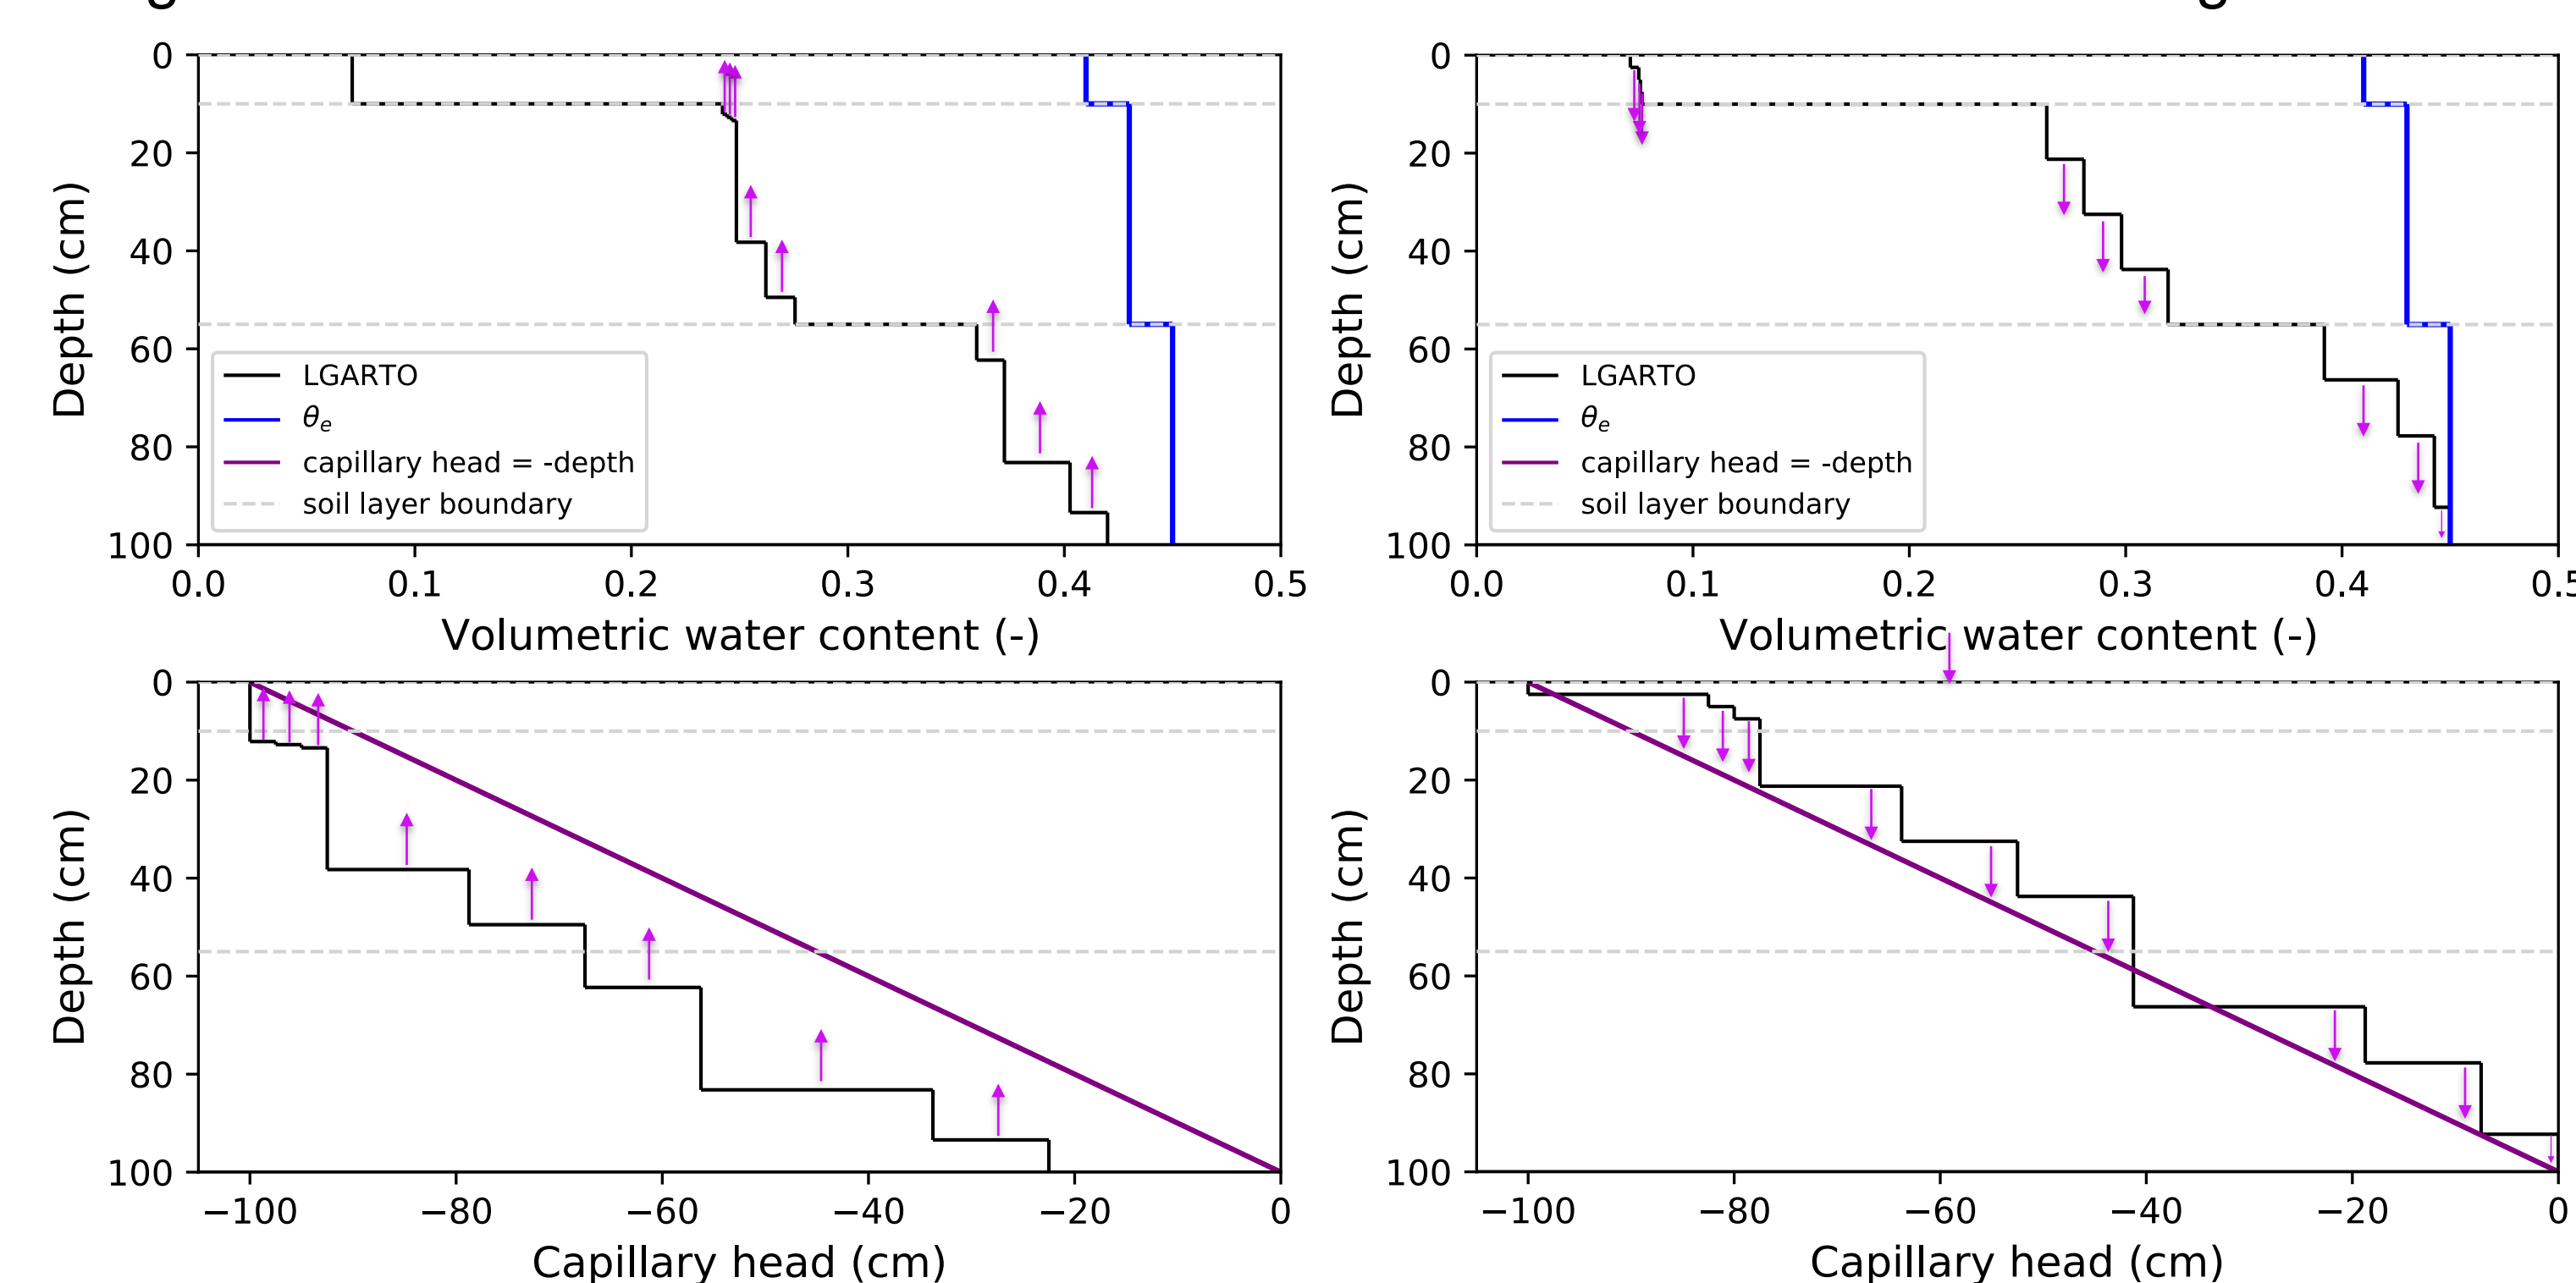 0
20
40
60
80
100
Depth (cm)
LGARTO
θe
capillary head = -depth
soil layer boundary
0.0 0.1 0.2 0.3 0.4 0.5
Volumetric water content (-)
0
20
40
60
80
100
Depth (cm)
LGARTO
θe
capillary head = -depth
soil layer boundary
0.0 0.1 0.2 0.3 0.4 0.5
Volumetric water content (-)
0
20
40
60
80
100
Depth (cm)
−100 −80 −60 −40 −20 0
Capillary head (cm)
0
20
40
60
80
100
Depth (cm)
−100 −80 −60 −40 −20 0
Capillary head (cm)